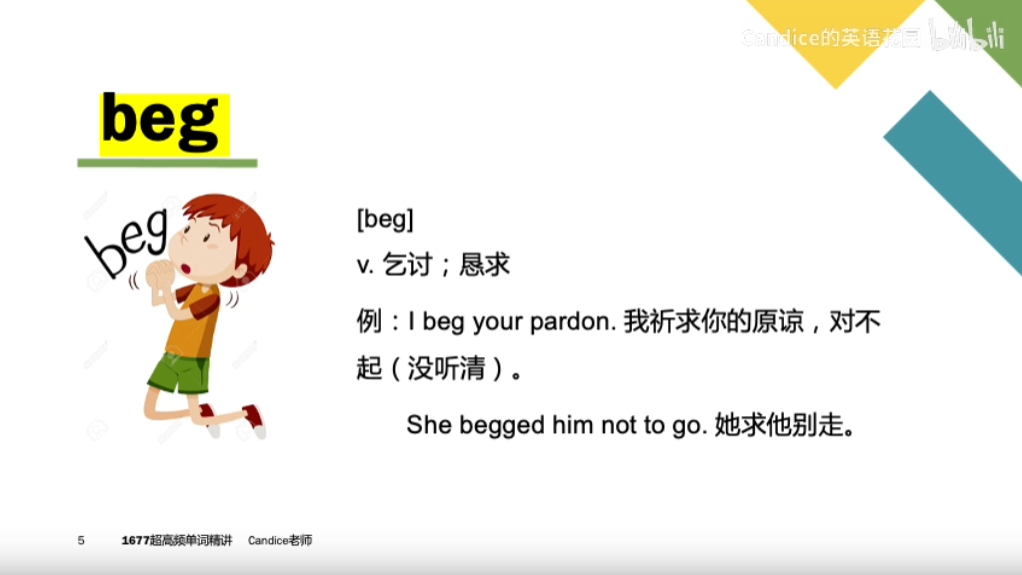 Candice的英语花园 bilibili
beg
beg
[beg]
v. 乞讨；恳求
例：I beg your pardon. 我祈求你的原谅，对不
起（没听清）。
She begged him not to go. 她求他别走。
5 1677超高频单词精讲 Candice老师